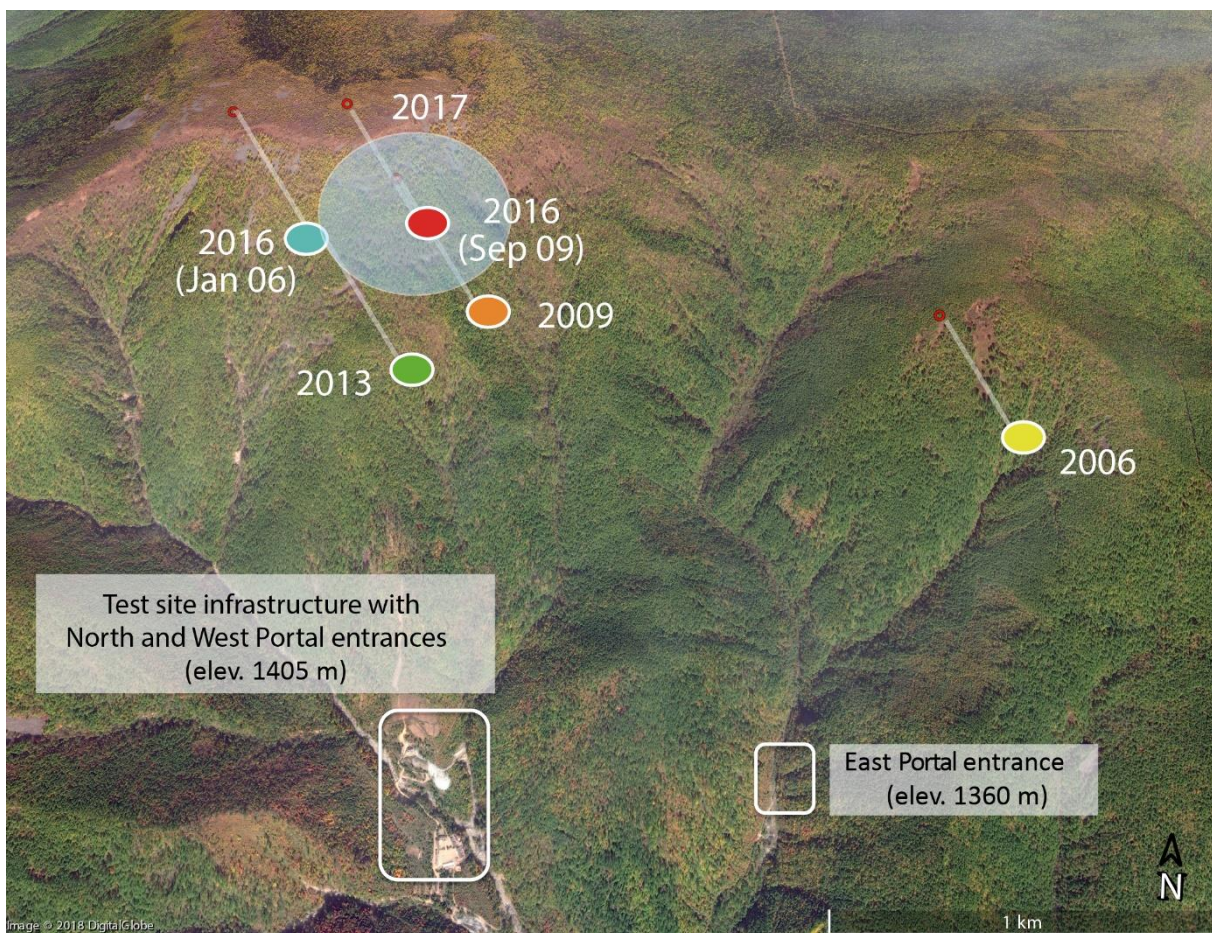 2017
2016
(Sep 09)
2016
(Jan 06)
2009
2013
2006
Test site infrastructure with
North and West Portal entrances
(elev. 1405 m)
East Portal entrance
(elev. 1360 m)
N
1 km
Image © 2018 DigitalGlobe